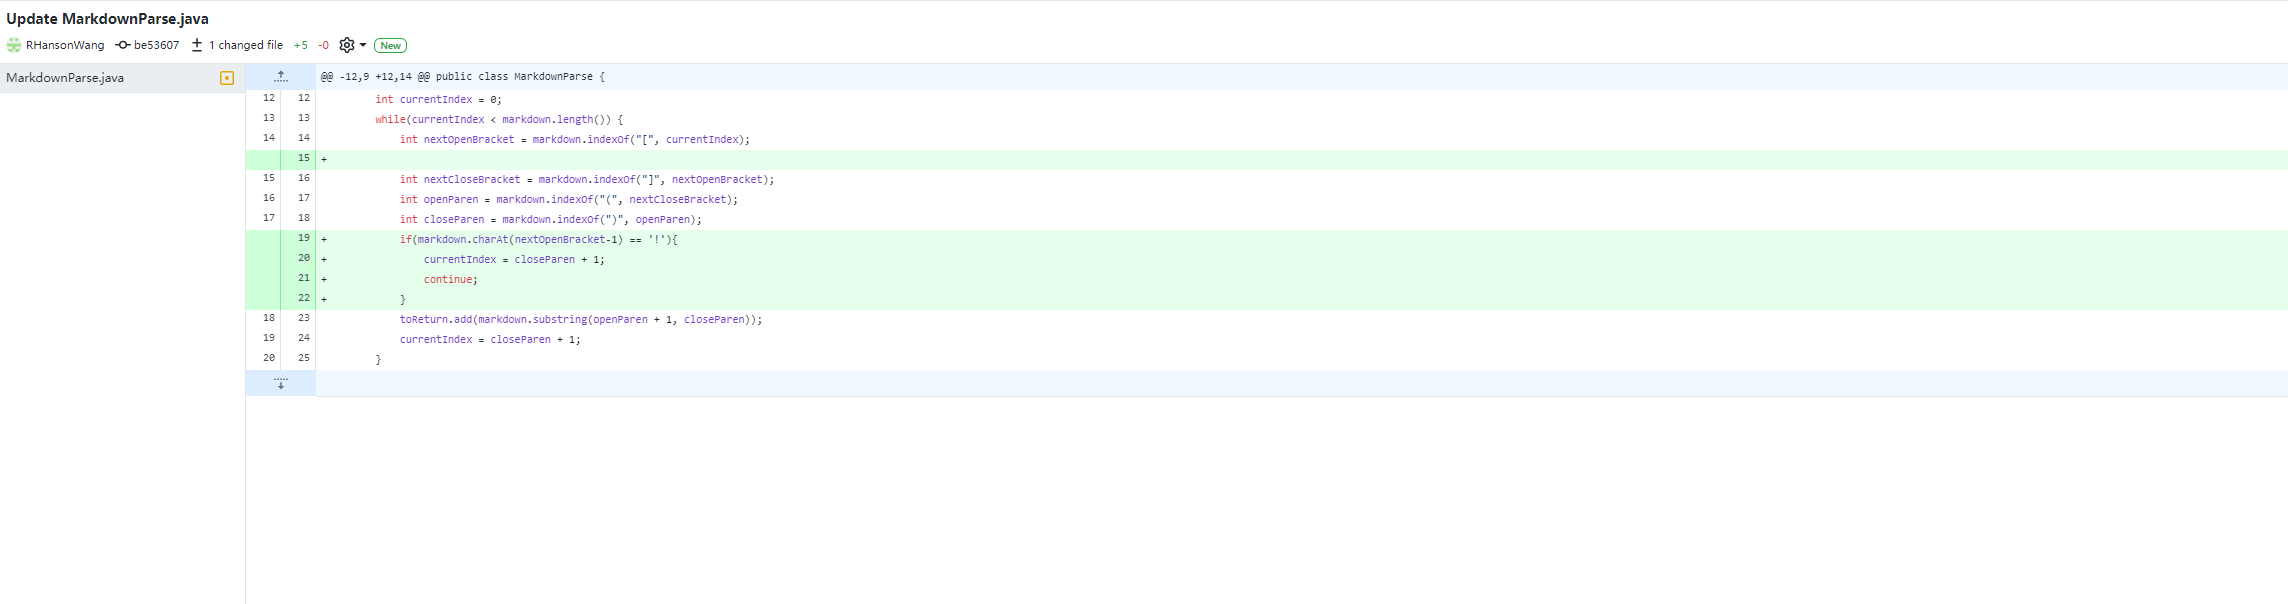 Update MarkdownParse.java
RHansonWang be53607 1 changed file +5 -0 New
MarkdownParse.java
@@ -12,9 +12,14 @@ public class MarkdownParse {
12 12 int currentIndex = 0;
13 13 while(currentIndex < markdown.length()) {
14 14 int nextOpenBracket = markdown.indexOf("[", currentIndex);
15 +
15 16 int nextCloseBracket = markdown.indexOf("]", nextOpenBracket);
16 17 int openParen = markdown.indexOf("(", nextCloseBracket);
17 18 int closeParen = markdown.indexOf(")", openParen);
19 + if(markdown.charAt(nextOpenBracket-1) == '!'){
20 + currentIndex = closeParen + 1;
21 + continue;
22 + }
18 23 toReturn.add(markdown.substring(openParen + 1, closeParen));
19 24 currentIndex = closeParen + 1;
20 25 }